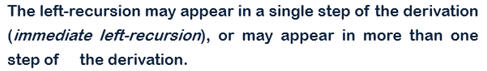 The left-recursion may appear in a single step of the derivation
(immediate left-recursion), or may appear in more than one
step of the derivation.